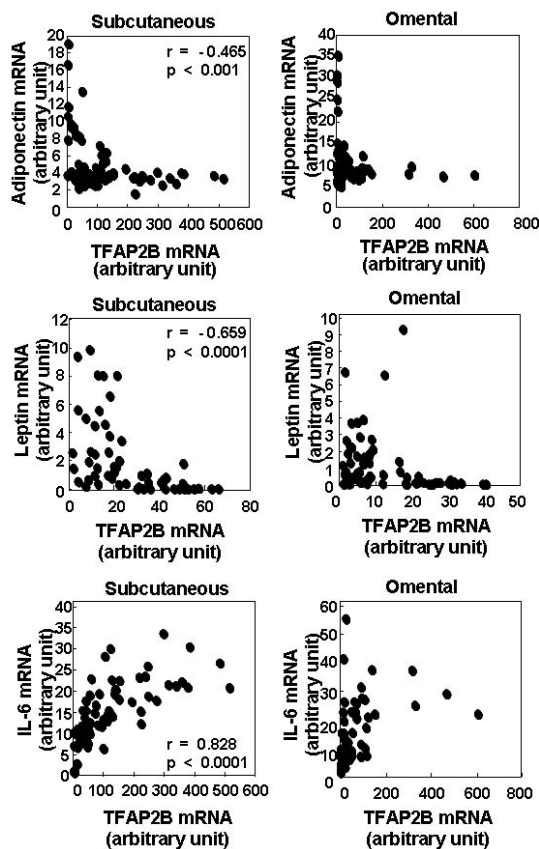 Subcutaneous
Adiponectin mRNA
(arbitrary unit)
20
18
16
14
12
10
8
6
4
2
0
r = -0.465
p < 0.001
0 100 200 300 400 500 600
TFAP2B mRNA
(arbitrary unit)
Omental
Adiponectin mRNA
(arbitrary unit)
40
35
30
25
20
15
10
5
0
0 200 400 600 800
TFAP2B mRNA
(arbitrary unit)
Subcutaneous
Leptin mRNA
(arbitrary unit)
12
10
8
6
4
2
0
r = -0.659
p < 0.0001
0 20 40 60 80
TFAP2B mRNA
(arbitrary unit)
Omental
Leptin mRNA
(arbitrary unit)
10
9
8
7
6
5
4
3
2
1
0
0 10 20 30 40 50
TFAP2B mRNA
(arbitrary unit)
Subcutaneous
IL-6 mRNA
(arbitrary unit)
40
35
30
25
20
15
10
5
0
r = 0.828
p < 0.0001
0 100 200 300 400 500 600
TFAP2B mRNA
(arbitrary unit)
Omental
IL-6 mRNA
(arbitrary unit)
60
50
40
30
20
10
0
0 200 400 600 800
TFAP2B mRNA
(arbitrary unit)